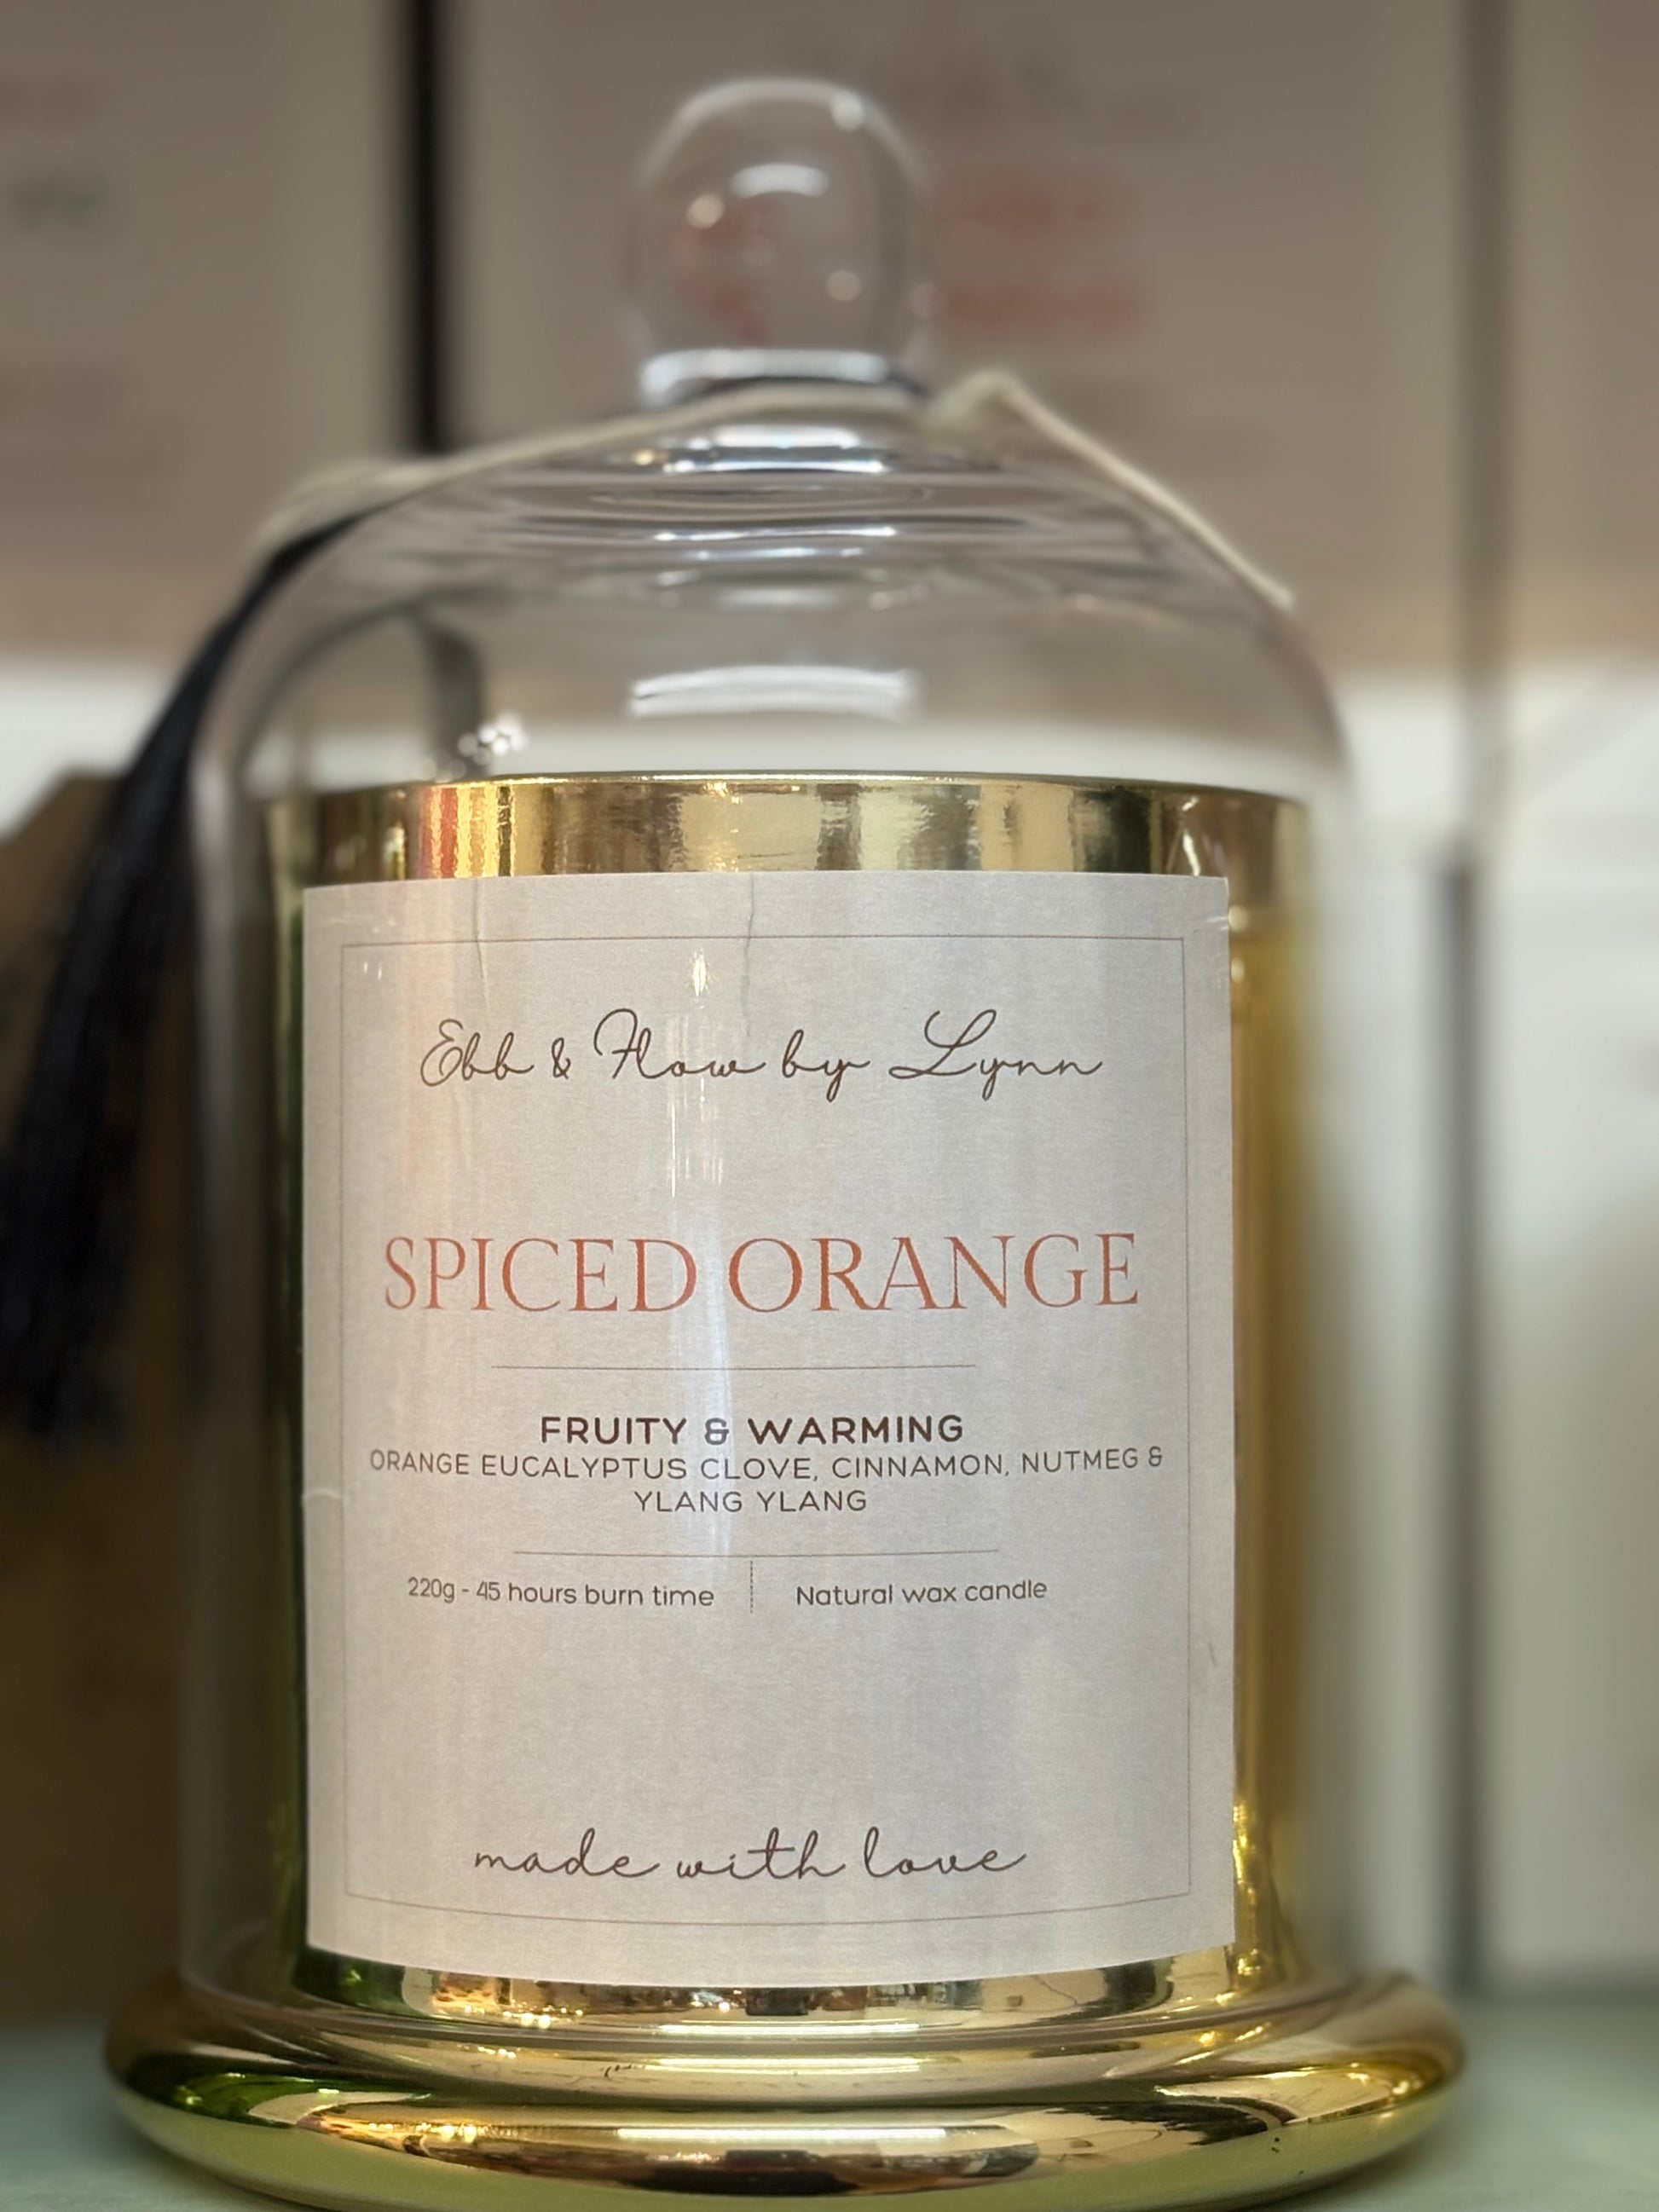 Ebb & Flow by Lynn
SPICED ORANGE
FRUITY & WARMING
ORANGE EUCALYPTUS CLOVE, CINNAMON, NUTMEG &
YLANG YLANG
220g - 45 hours burn time Natural wax candle
made with love